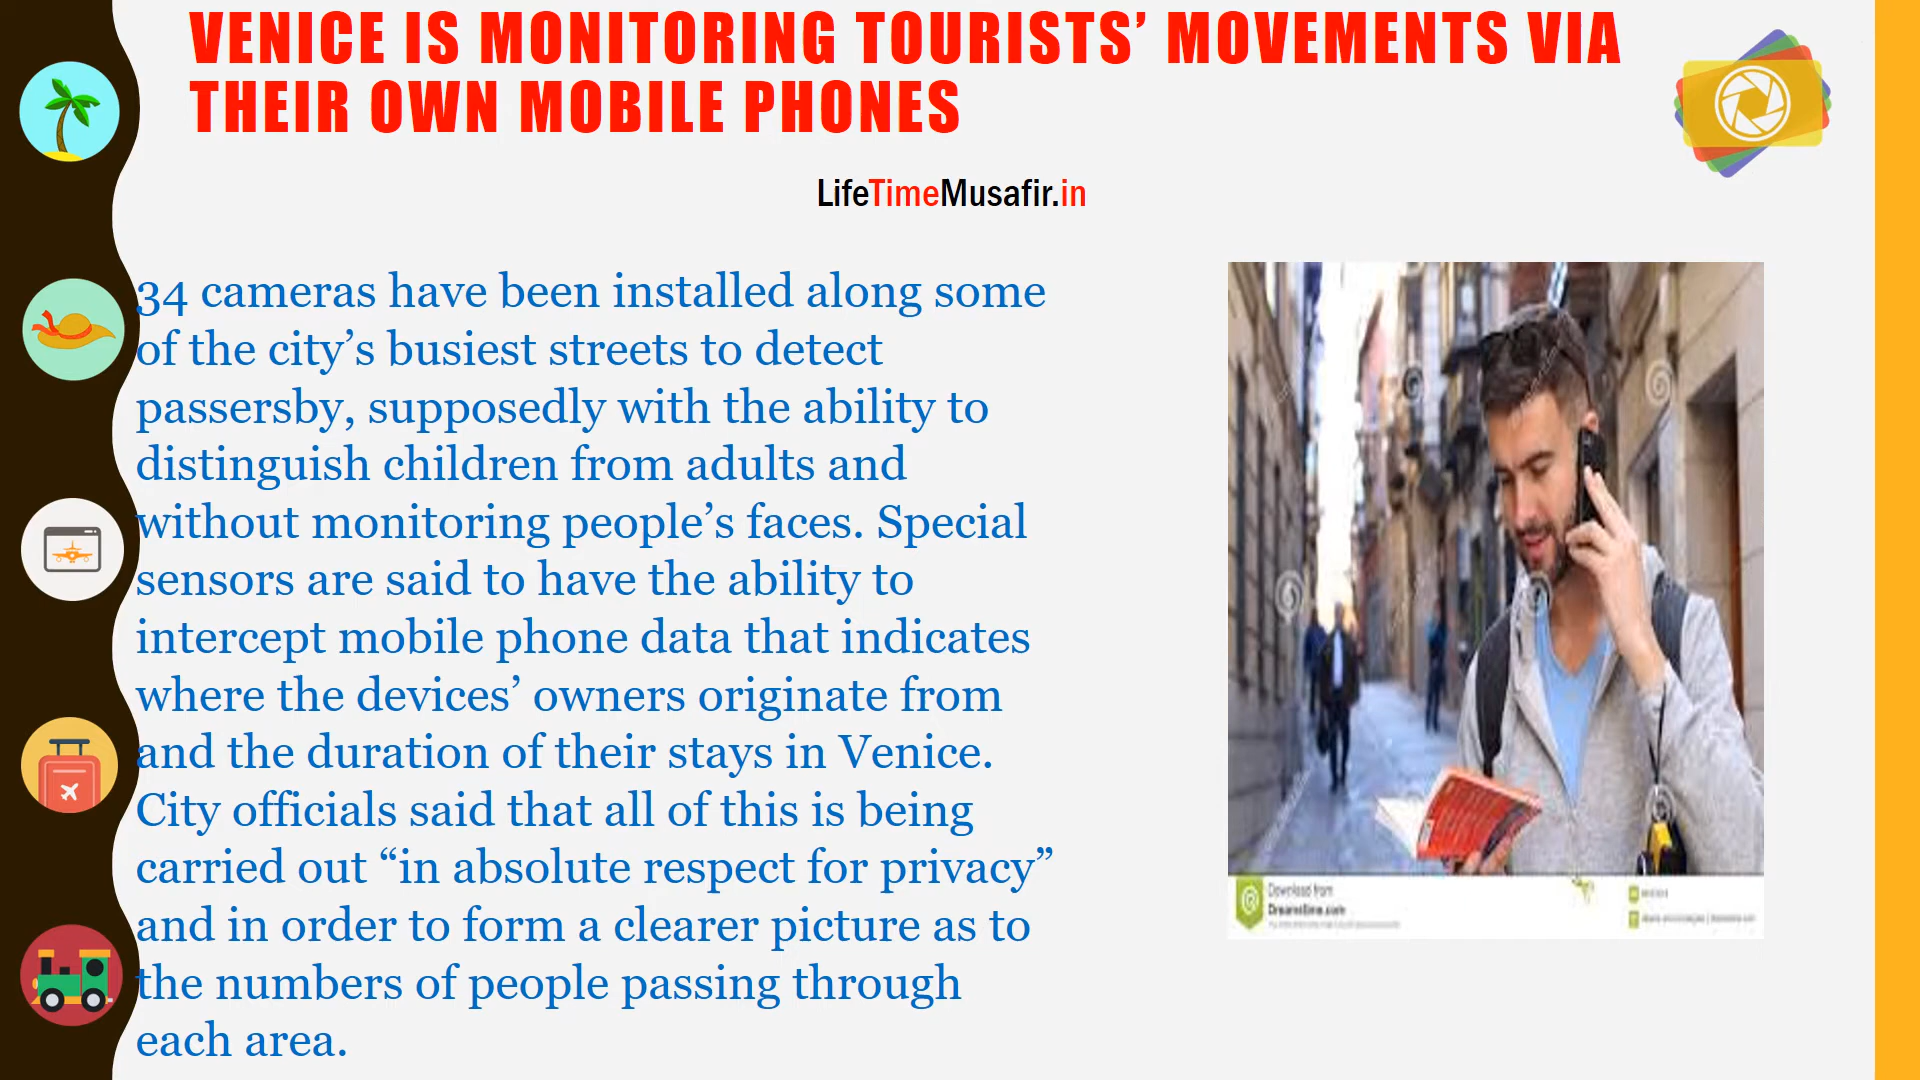 VENICE IS MONITORING TOURISTS’ MOVEMENTS VIA
THEIR OWN MOBILE PHONES
LifeTimeMusafir.in
34 cameras have been installed along some
of the city’s busiest streets to detect
passersby, supposedly with the ability to
distinguish children from adults and
without monitoring people’s faces. Special
sensors are said to have the ability to
intercept mobile phone data that indicates
where the devices’ owners originate from
and the duration of their stays in Venice.
City officials said that all of this is being
carried out “in absolute respect for privacy”
and in order to form a clearer picture as to
the numbers of people passing through
each area.
Download from
Dreamstime.com